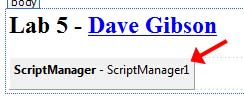 body
Lab 5 - Dave Gibson
ScriptManager - ScriptManager1